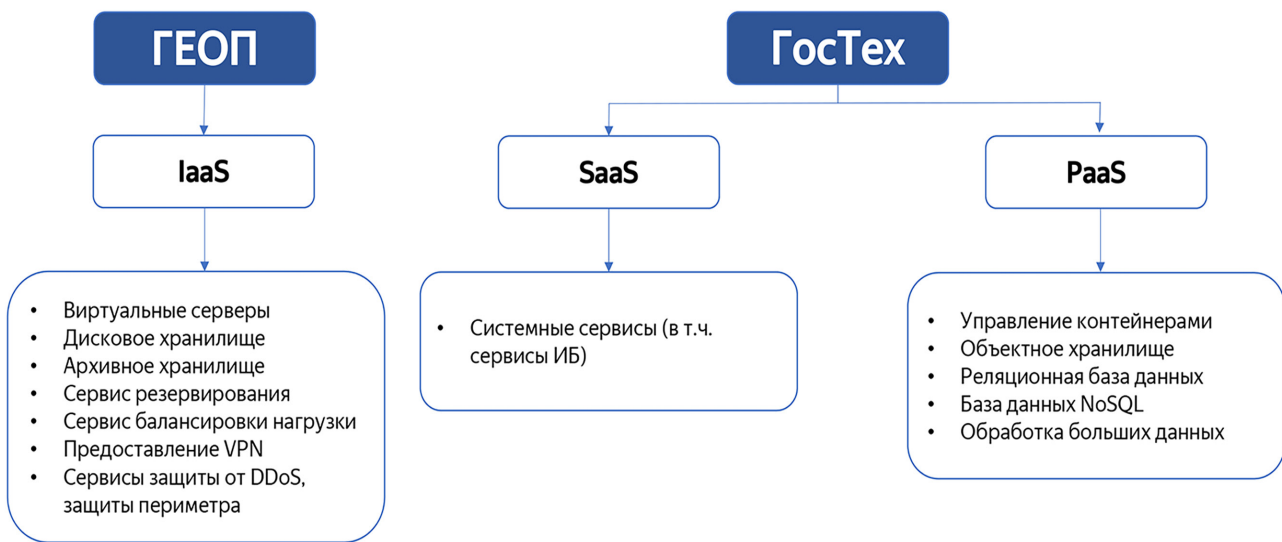 ГЕОП
ГосТех
IaaS
SaaS
PaaS
• Виртуальные серверы
• Дисковое хранилище
• Архивное хранилище
• Сервис резервирования
• Сервис балансировки нагрузки
• Предоставление VPN
• Сервисы защиты от DDoS,
защиты периметра
• Системные сервисы (в т.ч.
сервисы ИБ)
• Управление контейнерами
• Объектное хранилище
• Реляционная база данных
• База данных NoSQL
• Обработка больших данных